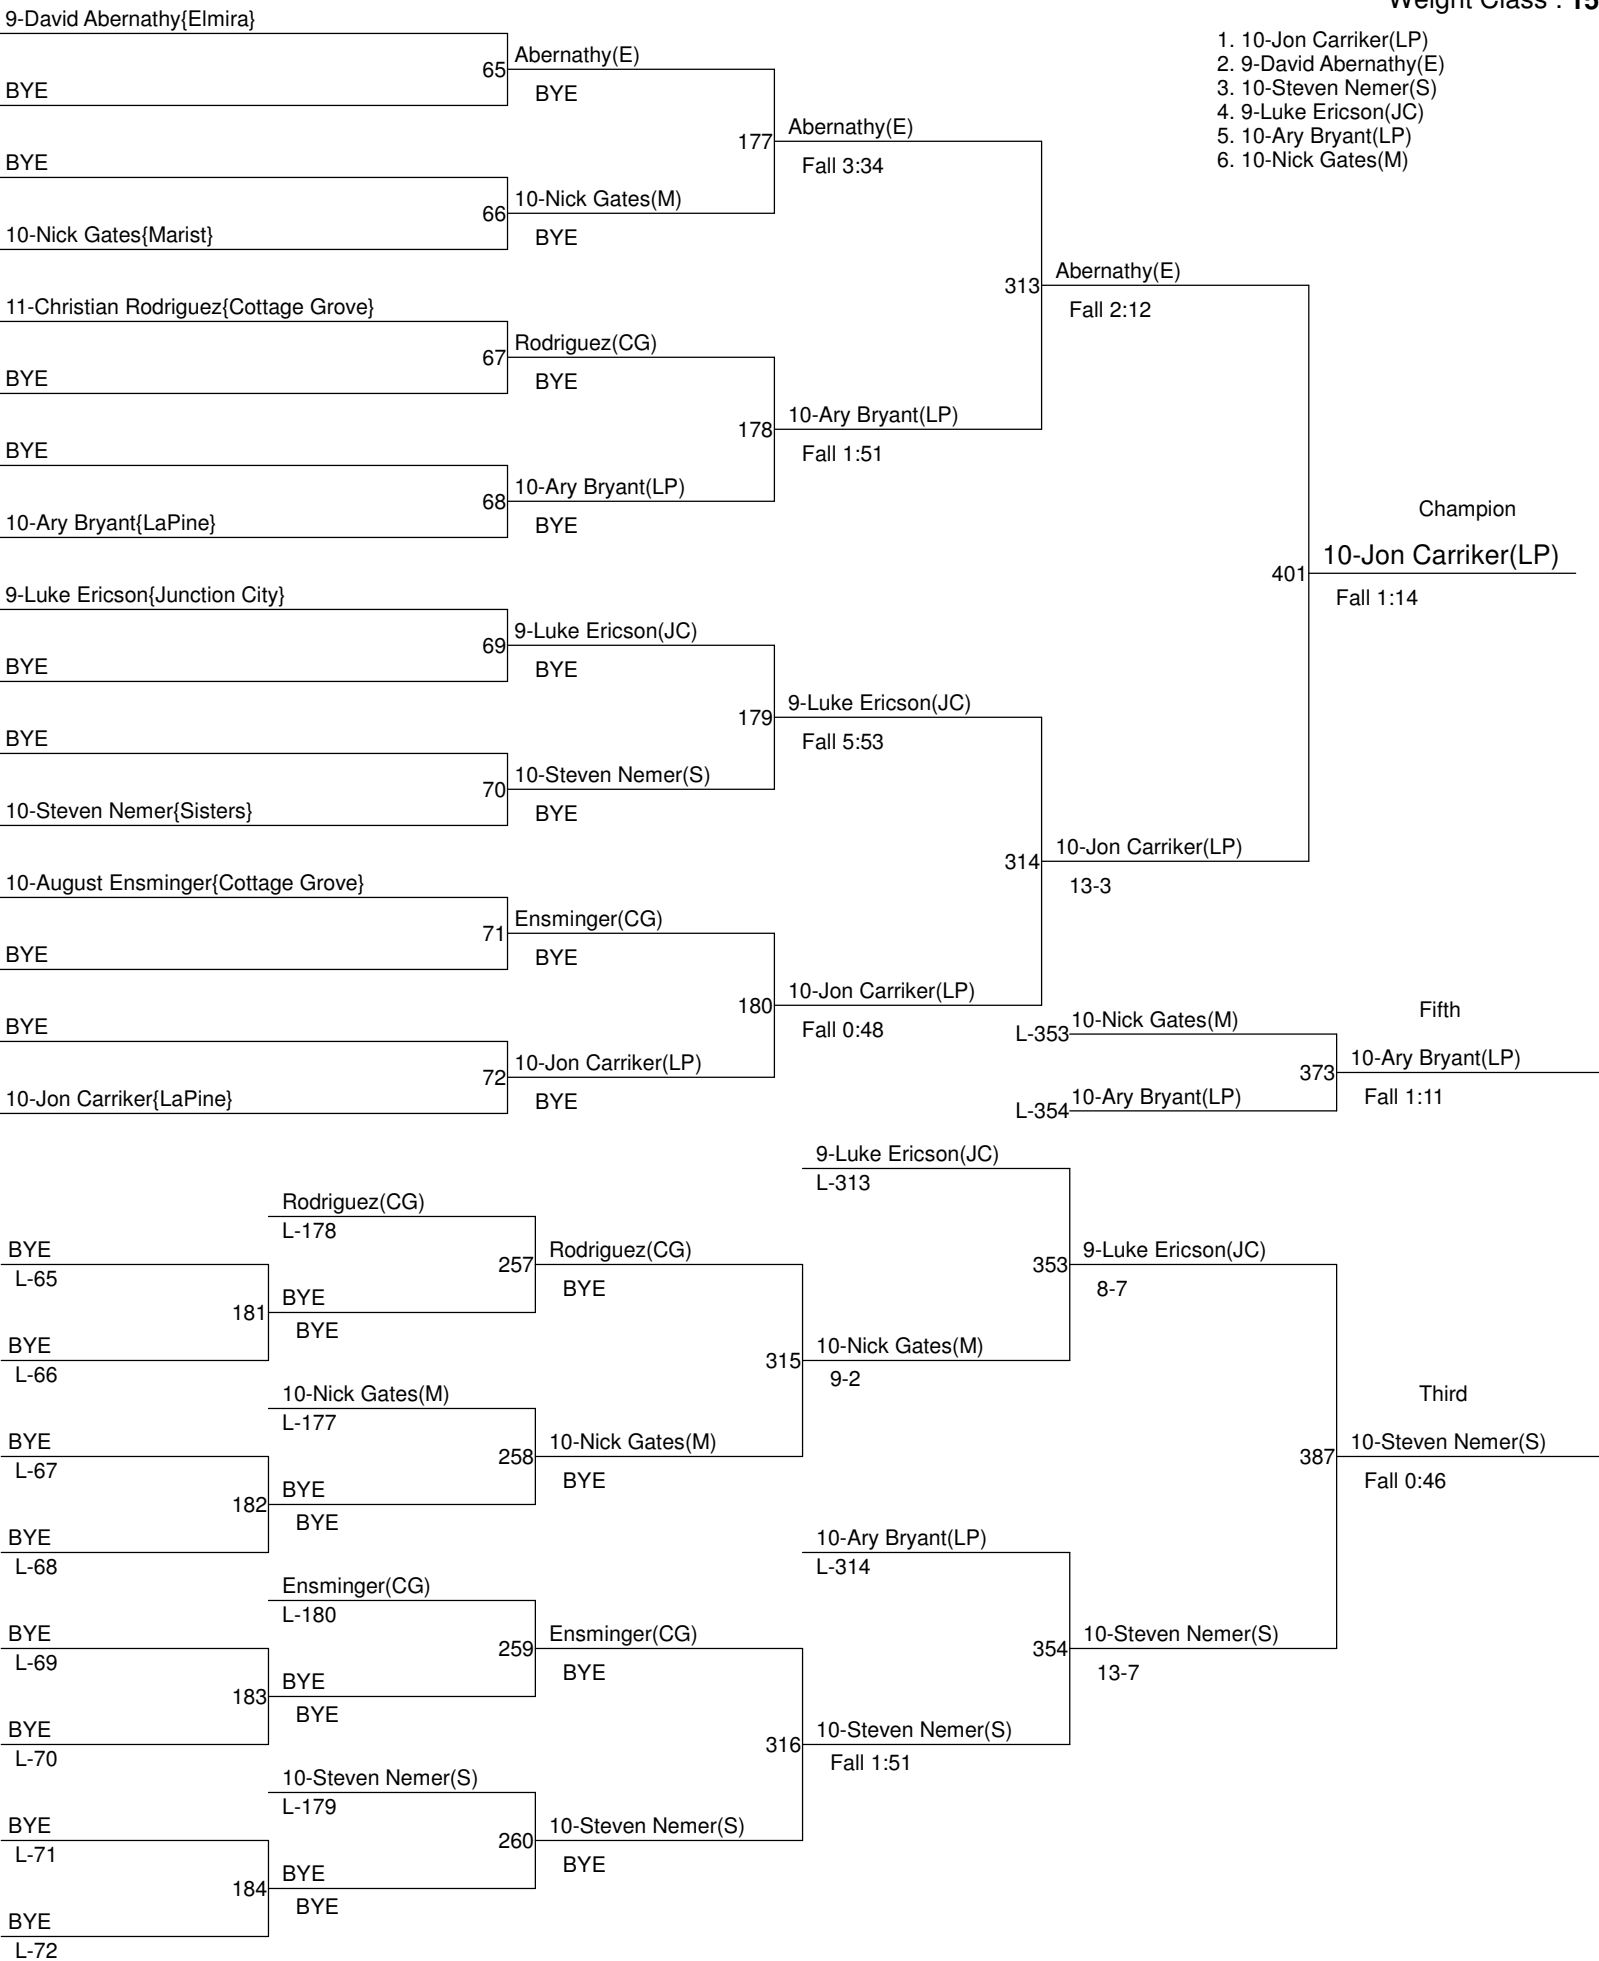 Weight Class : 15
1. 10-Jon Carriker(LP)
2. 9-David Abernathy(E)
3. 10-Steven Nemer(S)
4. 9-Luke Ericson(JC)
5. 10-Ary Bryant(LP)
6. 10-Nick Gates(M)
9-David Abernathy{Elmira}
65
BYE
Abernathy(E)
BYE
BYE
66
10-Nick Gates{Marist}
10-Nick Gates(M)
BYE
177
Abernathy(E)
Fall 3:34
11-Christian Rodriguez{Cottage Grove}
67
BYE
Rodriguez(CG)
BYE
BYE
68
10-Ary Bryant{LaPine}
10-Ary Bryant(LP)
BYE
178
10-Ary Bryant(LP)
Fall 1:51
313
Abernathy(E)
Fall 2:12
9-Luke Ericson{Junction City}
69
BYE
9-Luke Ericson(JC)
BYE
BYE
70
10-Steven Nemer{Sisters}
10-Steven Nemer(S)
BYE
179
9-Luke Ericson(JC)
Fall 5:53
10-August Ensminger{Cottage Grove}
71
BYE
Ensminger(CG)
BYE
BYE
72
10-Jon Carriker{LaPine}
10-Jon Carriker(LP)
BYE
180
10-Jon Carriker(LP)
Fall 0:48
314
10-Jon Carriker(LP)
13-3
Champion
401
10-Jon Carriker(LP)
Fall 1:14
Fifth
L-353
10-Nick Gates(M)
L-354
10-Ary Bryant(LP)
373
10-Ary Bryant(LP)
Fall 1:11
BYE
L-65
181
BYE
L-66
Rodriguez(CG)
L-178
257
BYE
BYE
Rodriguez(CG)
BYE
BYE
L-67
182
BYE
L-68
10-Nick Gates(M)
L-177
258
BYE
BYE
10-Nick Gates(M)
BYE
9-Luke Ericson(JC)
L-313
315
10-Nick Gates(M)
9-2
353
9-Luke Ericson(JC)
8-7
BYE
L-69
183
BYE
L-70
Ensminger(CG)
L-180
259
BYE
BYE
Ensminger(CG)
BYE
BYE
L-71
184
BYE
L-72
10-Steven Nemer(S)
L-179
260
BYE
BYE
10-Steven Nemer(S)
BYE
10-Ary Bryant(LP)
L-314
316
10-Steven Nemer(S)
Fall 1:51
354
10-Steven Nemer(S)
13-7
Third
387
10-Steven Nemer(S)
Fall 0:46